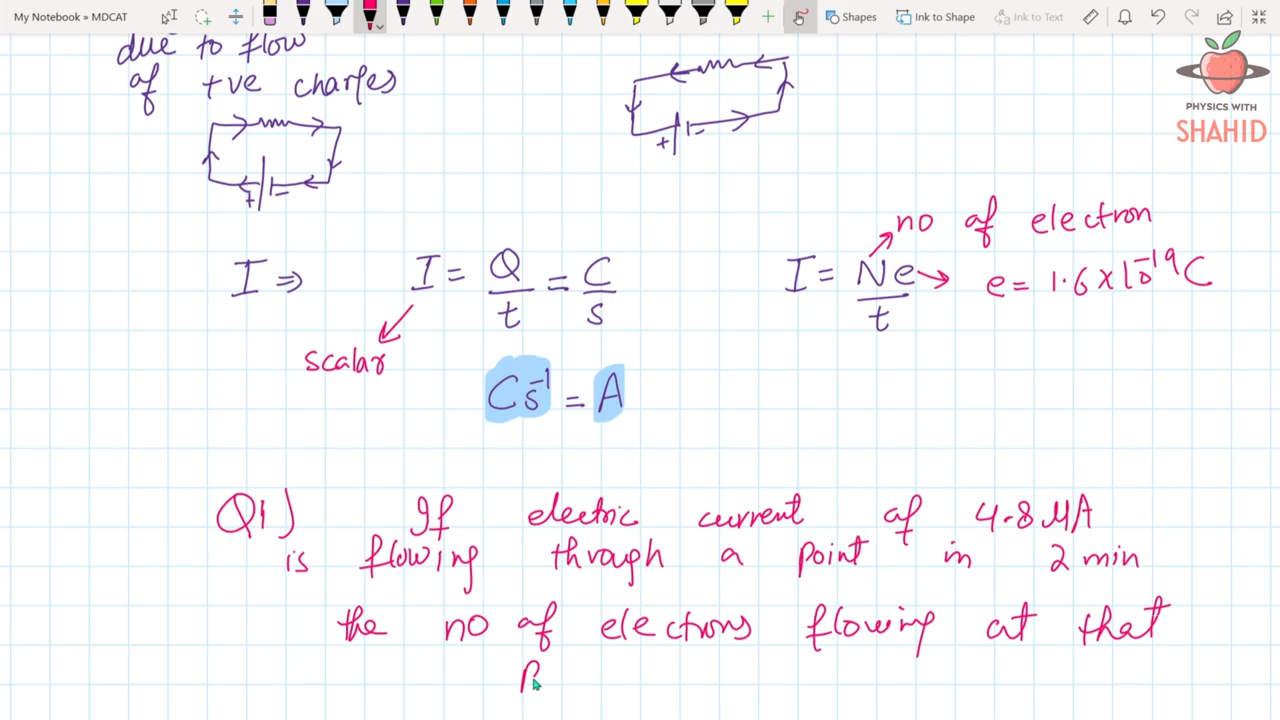 My Notebook » MDCAT
Shapes
Ink to Shape
Ink to Text
due to flow
of +ve charges
+ -
+ -
PHYSICS WITH
SHAHID
no of electron
I ⇒ I = Q/t = C/s
I = Ne/t
e = 1.6×10⁻¹⁹C
scalar
Cs⁻¹ = A
Q1) If electric current of 4.8 μA
is flowing through a point in 2 min
the no of electrons flowing at that
P